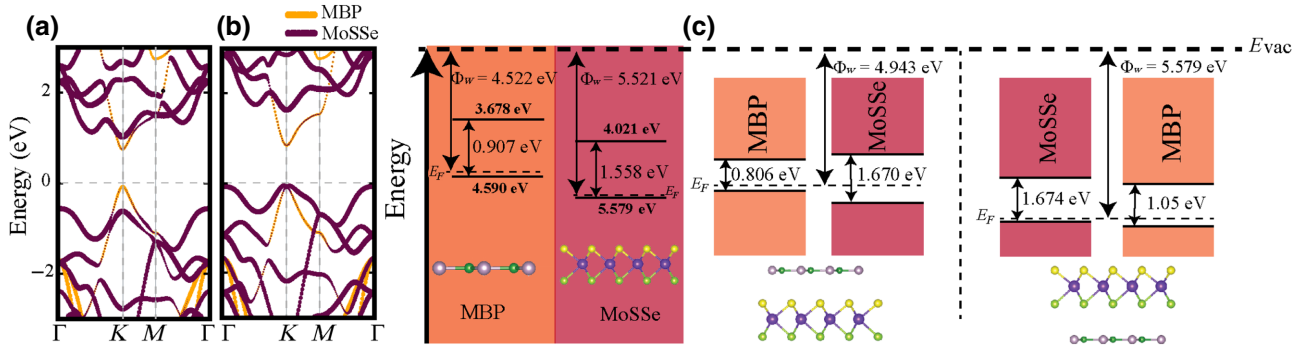 MBP
MoSSe
(a)
(b)
(c)
Energy (eV)
2
0
−2
Γ K M Γ
Γ K M Γ
Energy
Φw = 4.522 eV
3.678 eV
0.907 eV
EF
4.590 eV
MBP
Φw = 5.521 eV
4.021 eV
1.558 eV
EF
5.579 eV
MoSSe
Evac
Φw = 4.943 eV
MBP
MoSSe
0.806 eV
1.670 eV
EF
Φw = 5.579 eV
MoSSe
MBP
1.674 eV
1.05 eV
EF